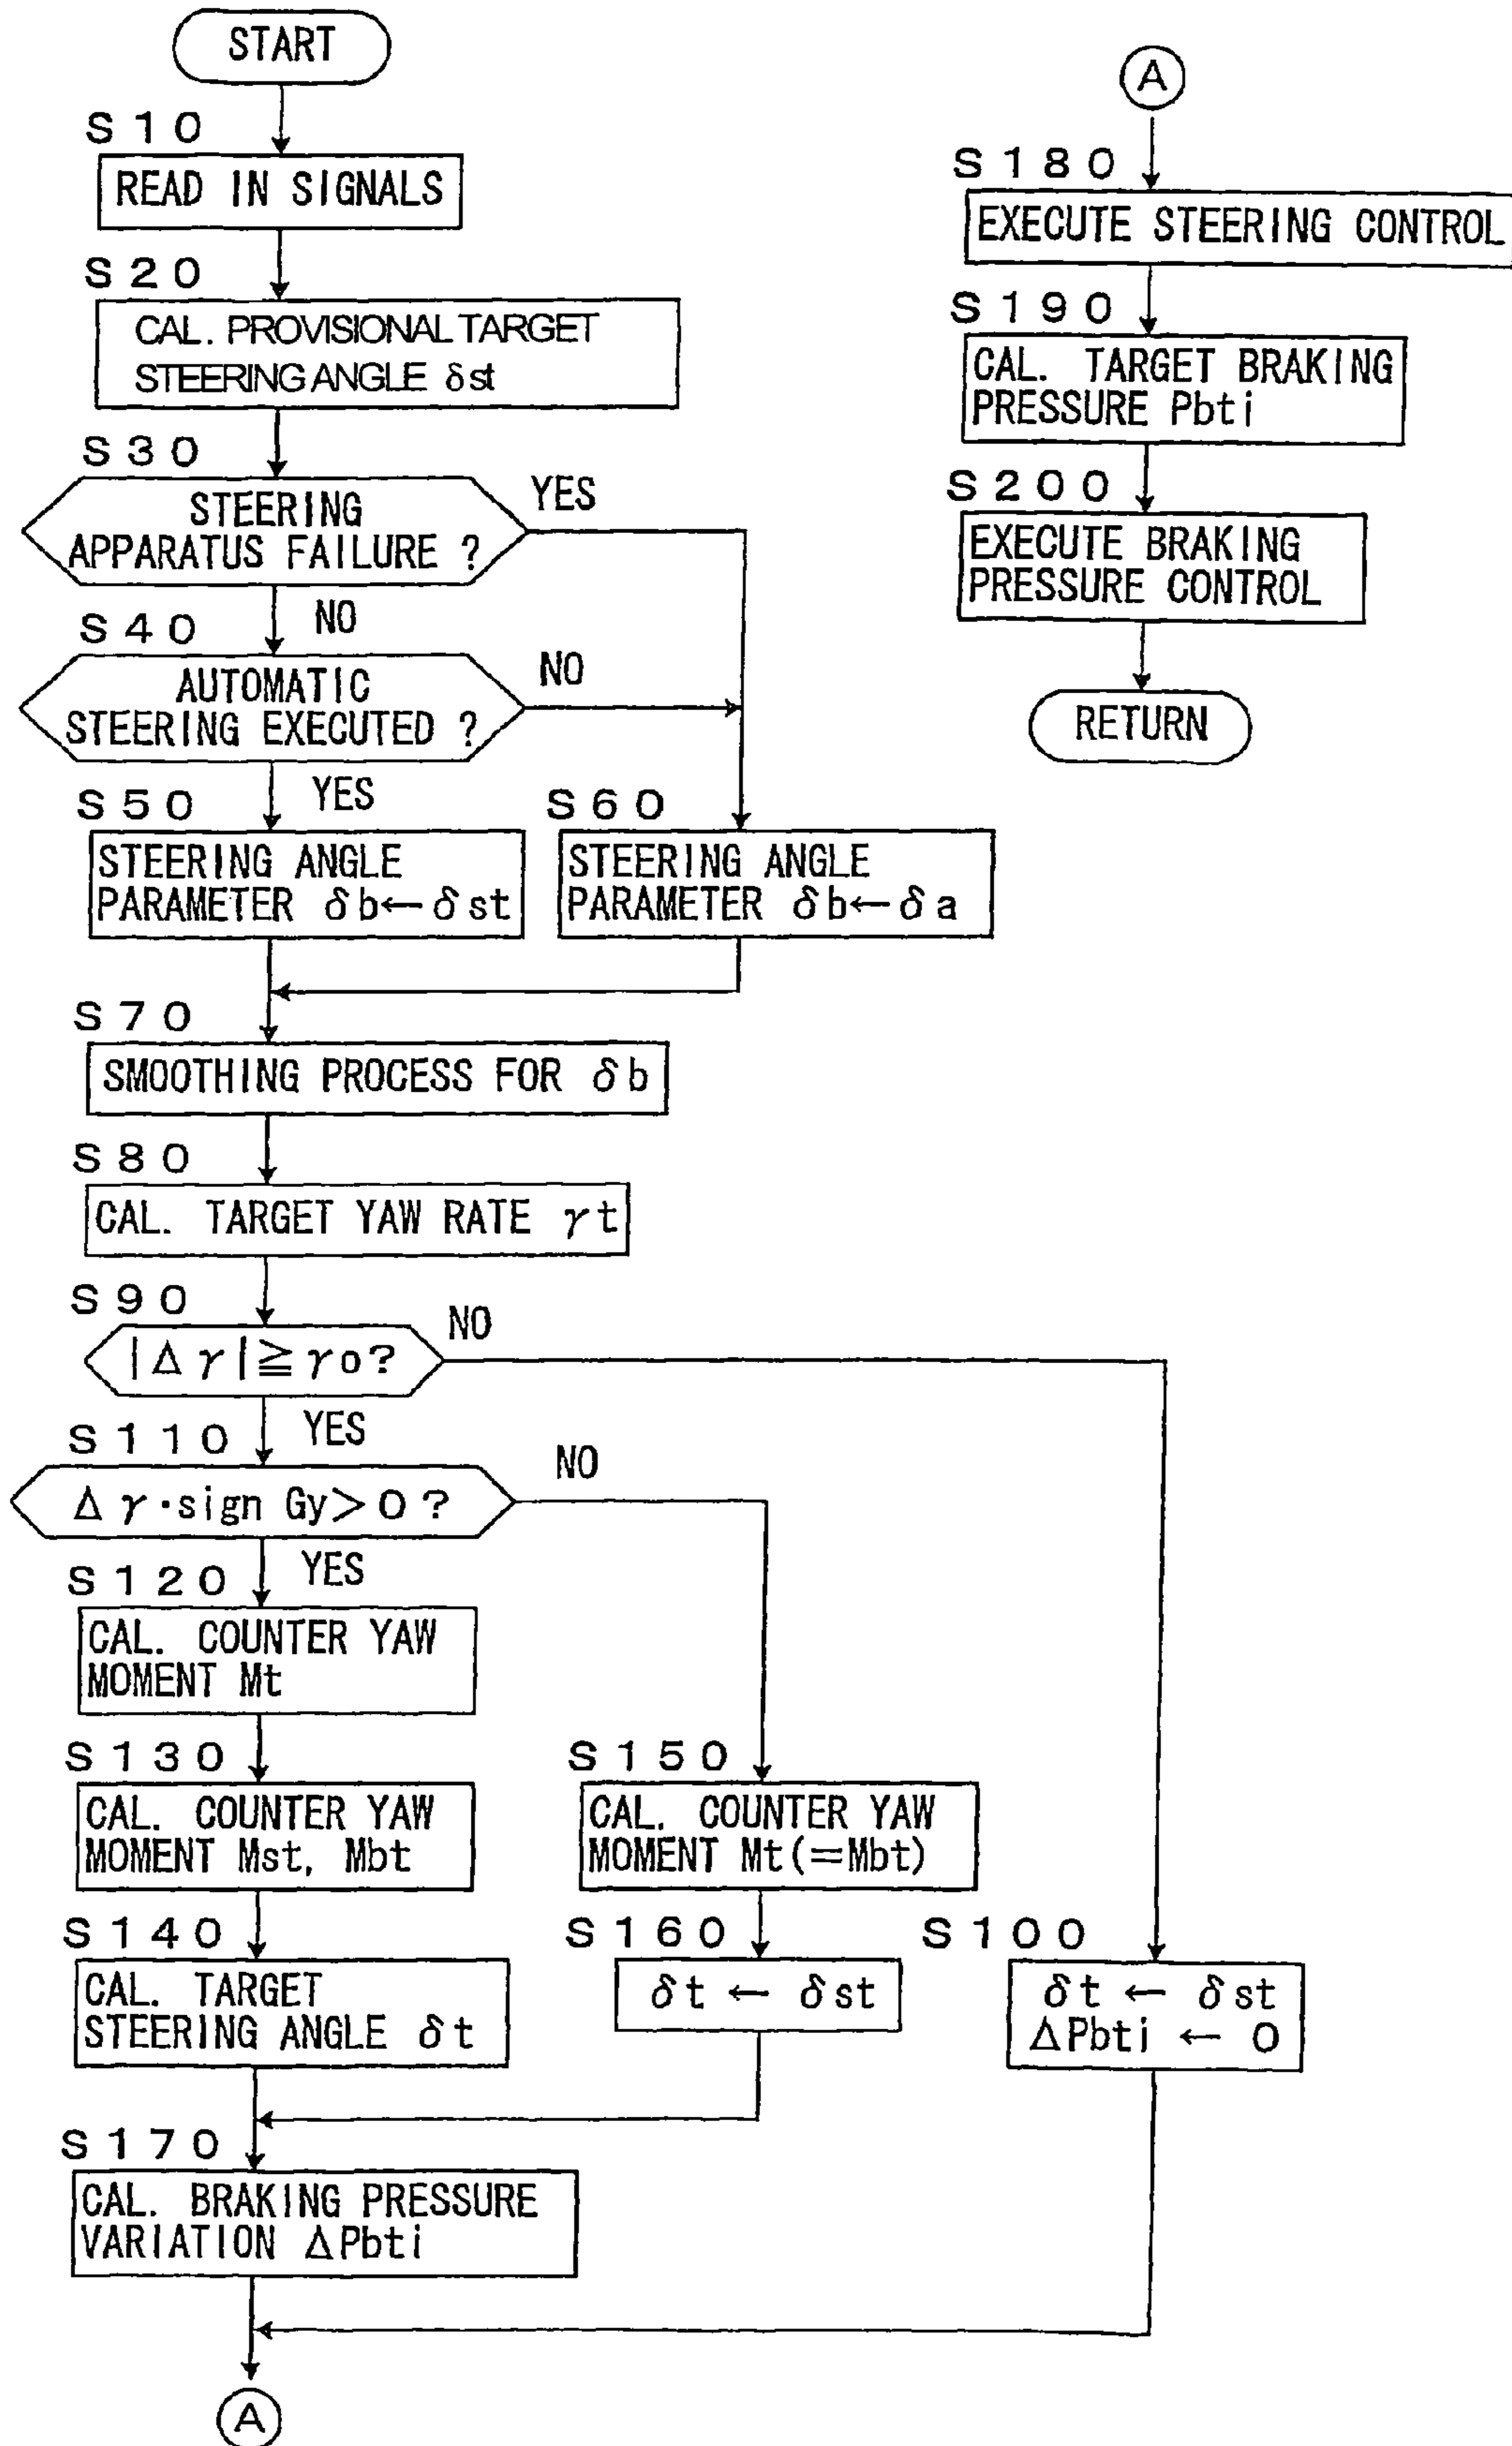 START
S10
READ IN SIGNALS
S20
CAL. PROVISIONAL TARGET
STEERING ANGLE δst
S30
STEERING
APPARATUS FAILURE ?
YES
NO
S40
AUTOMATIC
STEERING EXECUTED ?
NO
YES
S50
STEERING ANGLE
PARAMETER δb←δst
S60
STEERING ANGLE
PARAMETER δb←δa
S70
SMOOTHING PROCESS FOR δb
S80
CAL. TARGET YAW RATE γt
S90
|Δγ|≧γo?
NO
YES
S110
Δγ·sign Gy>0?
NO
YES
S120
CAL. COUNTER YAW
MOMENT Mt
S130
CAL. COUNTER YAW
MOMENT Mst, Mbt
S150
CAL. COUNTER YAW
MOMENT Mt(=Mbt)
S140
CAL. TARGET
STEERING ANGLE δt
S160
δt ← δst
S100
δt ← δst
ΔPbti ← 0
S170
CAL. BRAKING PRESSURE
VARIATION ΔPbti
A
A
S180
EXECUTE STEERING CONTROL
S190
CAL. TARGET BRAKING
PRESSURE Pbti
S200
EXECUTE BRAKING
PRESSURE CONTROL
RETURN